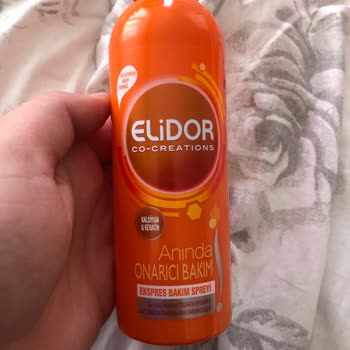 ELiDOR
CO-CREATIONS
KALSİYUM
& KERATİN
Anında
ONARICI BAKIM
EKSPRES BAKIM SPREYİ